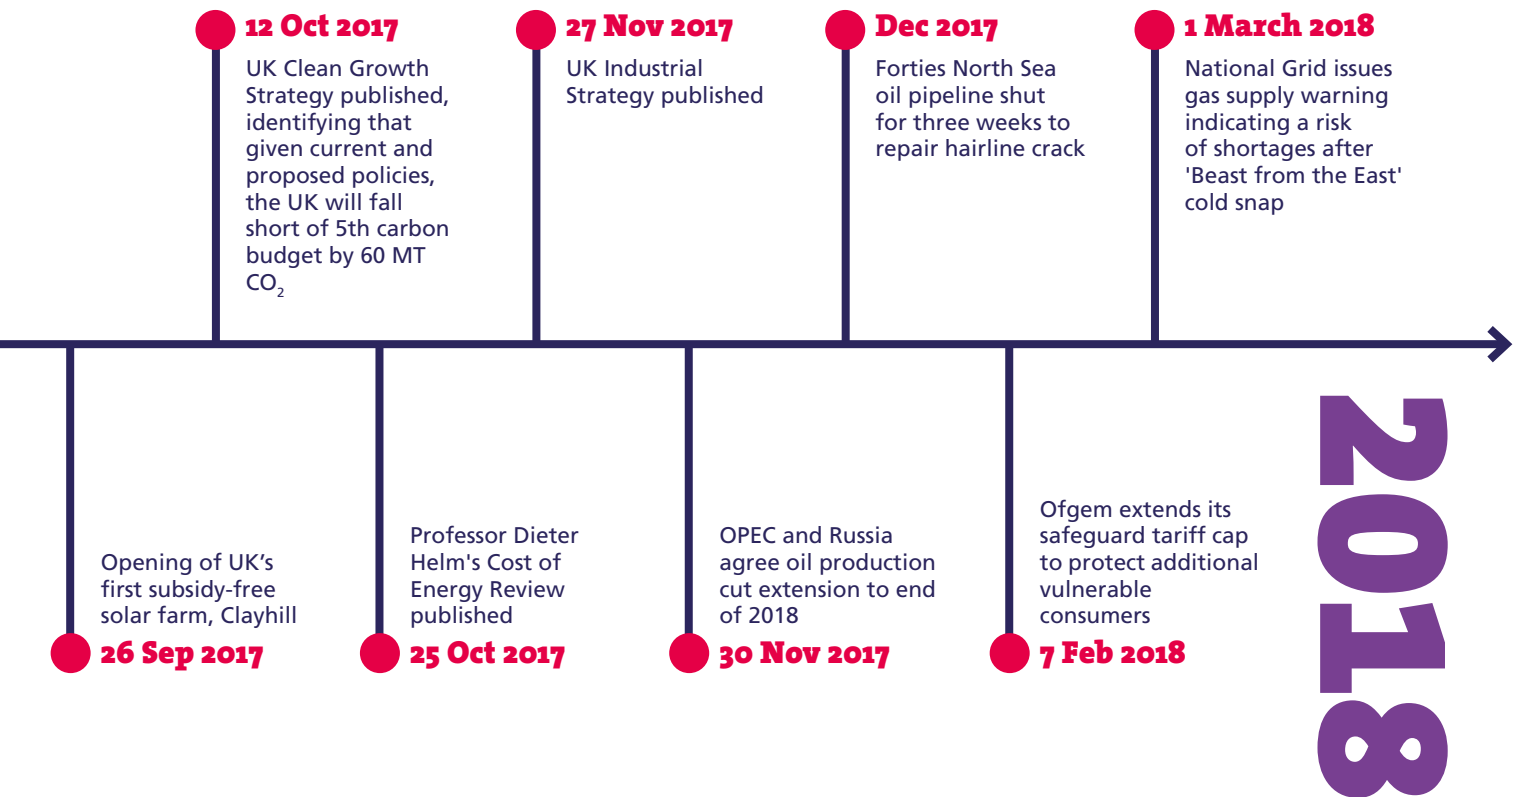 12 Oct 2017
UK Clean Growth
Strategy published,
identifying that
given current and
proposed policies,
the UK will fall
short of 5th carbon
budget by 60 MT
CO₂
27 Nov 2017
UK Industrial
Strategy published
Dec 2017
Forties North Sea
oil pipeline shut
for three weeks to
repair hairline crack
1 March 2018
National Grid issues
gas supply warning
indicating a risk
of shortages after
'Beast from the East'
cold snap
Opening of UK’s
first subsidy-free
solar farm, Clayhill
26 Sep 2017
Professor Dieter
Helm's Cost of
Energy Review
published
25 Oct 2017
OPEC and Russia
agree oil production
cut extension to end
of 2018
30 Nov 2017
Ofgem extends its
safeguard tariff cap
to protect additional
vulnerable
consumers
7 Feb 2018
2018